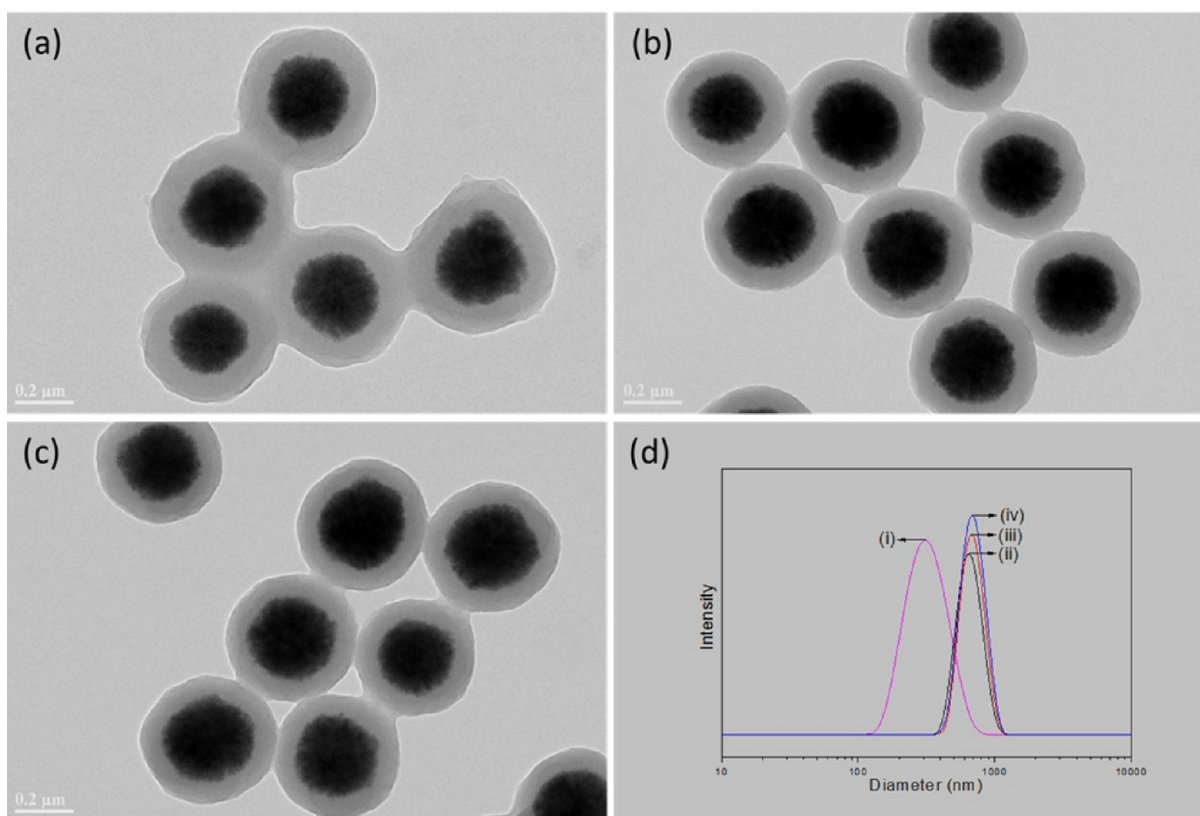 (a)
0.2 µm
(b)
0.2 µm
(c)
0.2 µm
(d)
Intensity
(i)
(iv)
(iii)
(ii)
10
100
1000
10000
Diameter (nm)